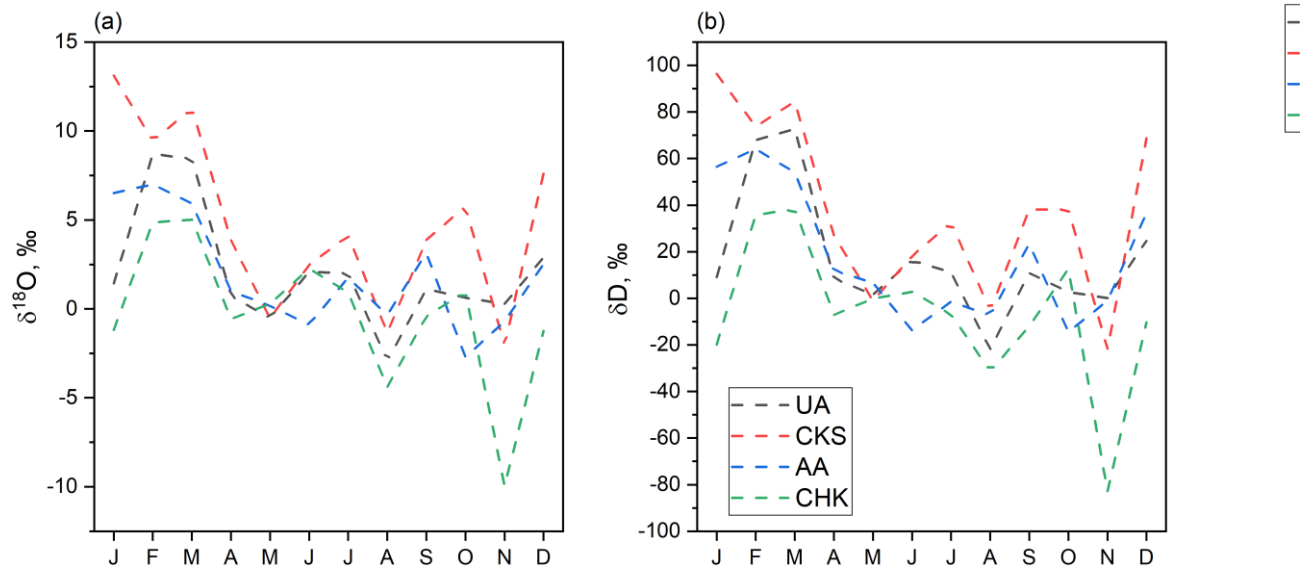 (a)
15
10
5
0
-5
-10
δ¹⁸O, ‰
J F M A M J J A S O N D
(b)
100
80
60
40
20
0
-20
-40
-60
-80
-100
δD, ‰
UA
CKS
AA
CHK
J F M A M J J A S O N D